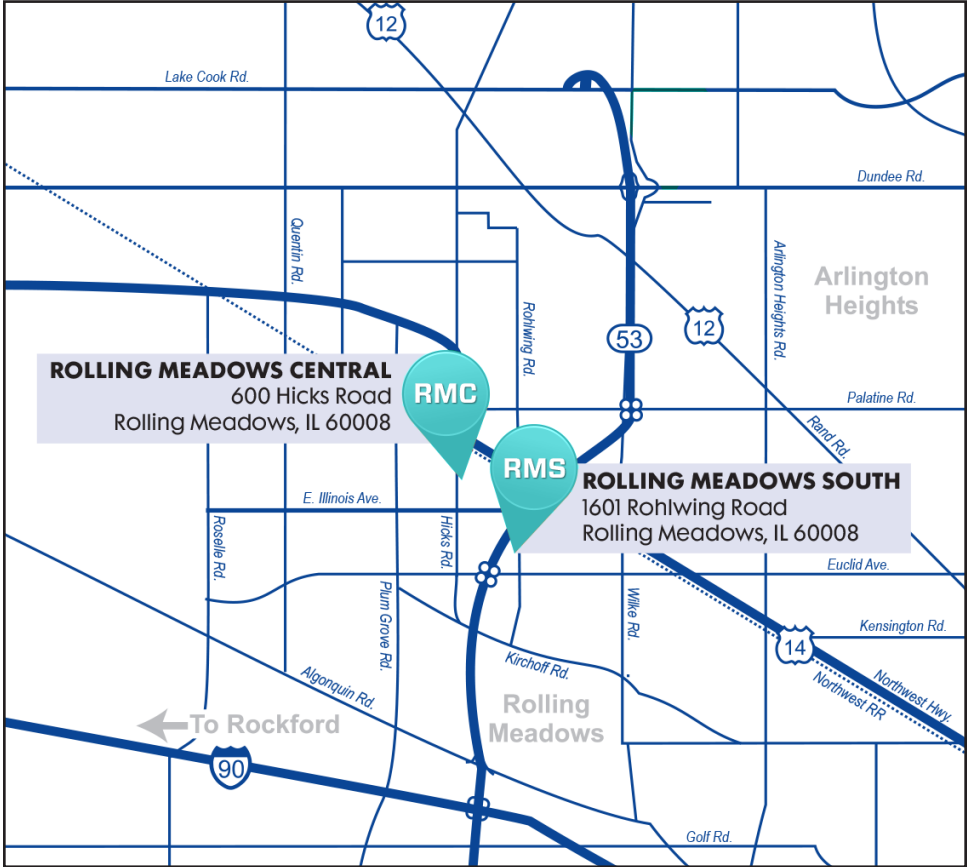 12
Lake Cook Rd.
Dundee Rd.
Quentin Rd.
Arlington Heights Rd.
Arlington
Heights
Rohlwing Rd.
12
53
ROLLING MEADOWS CENTRAL
600 Hicks Road
Rolling Meadows, IL 60008
RMC
Palatine Rd.
Rand Rd.
RMS
ROLLING MEADOWS SOUTH
1601 Rohlwing Road
Rolling Meadows, IL 60008
E. Illinois Ave.
Roselle Rd.
Hicks Rd.
Euclid Ave.
Plum Grove Rd.
Wilke Rd.
Kensington Rd.
14
Kirchoff Rd.
Algonquin Rd.
Northwest Hwy.
Northwest RR
Rolling
Meadows
To Rockford
90
Golf Rd.